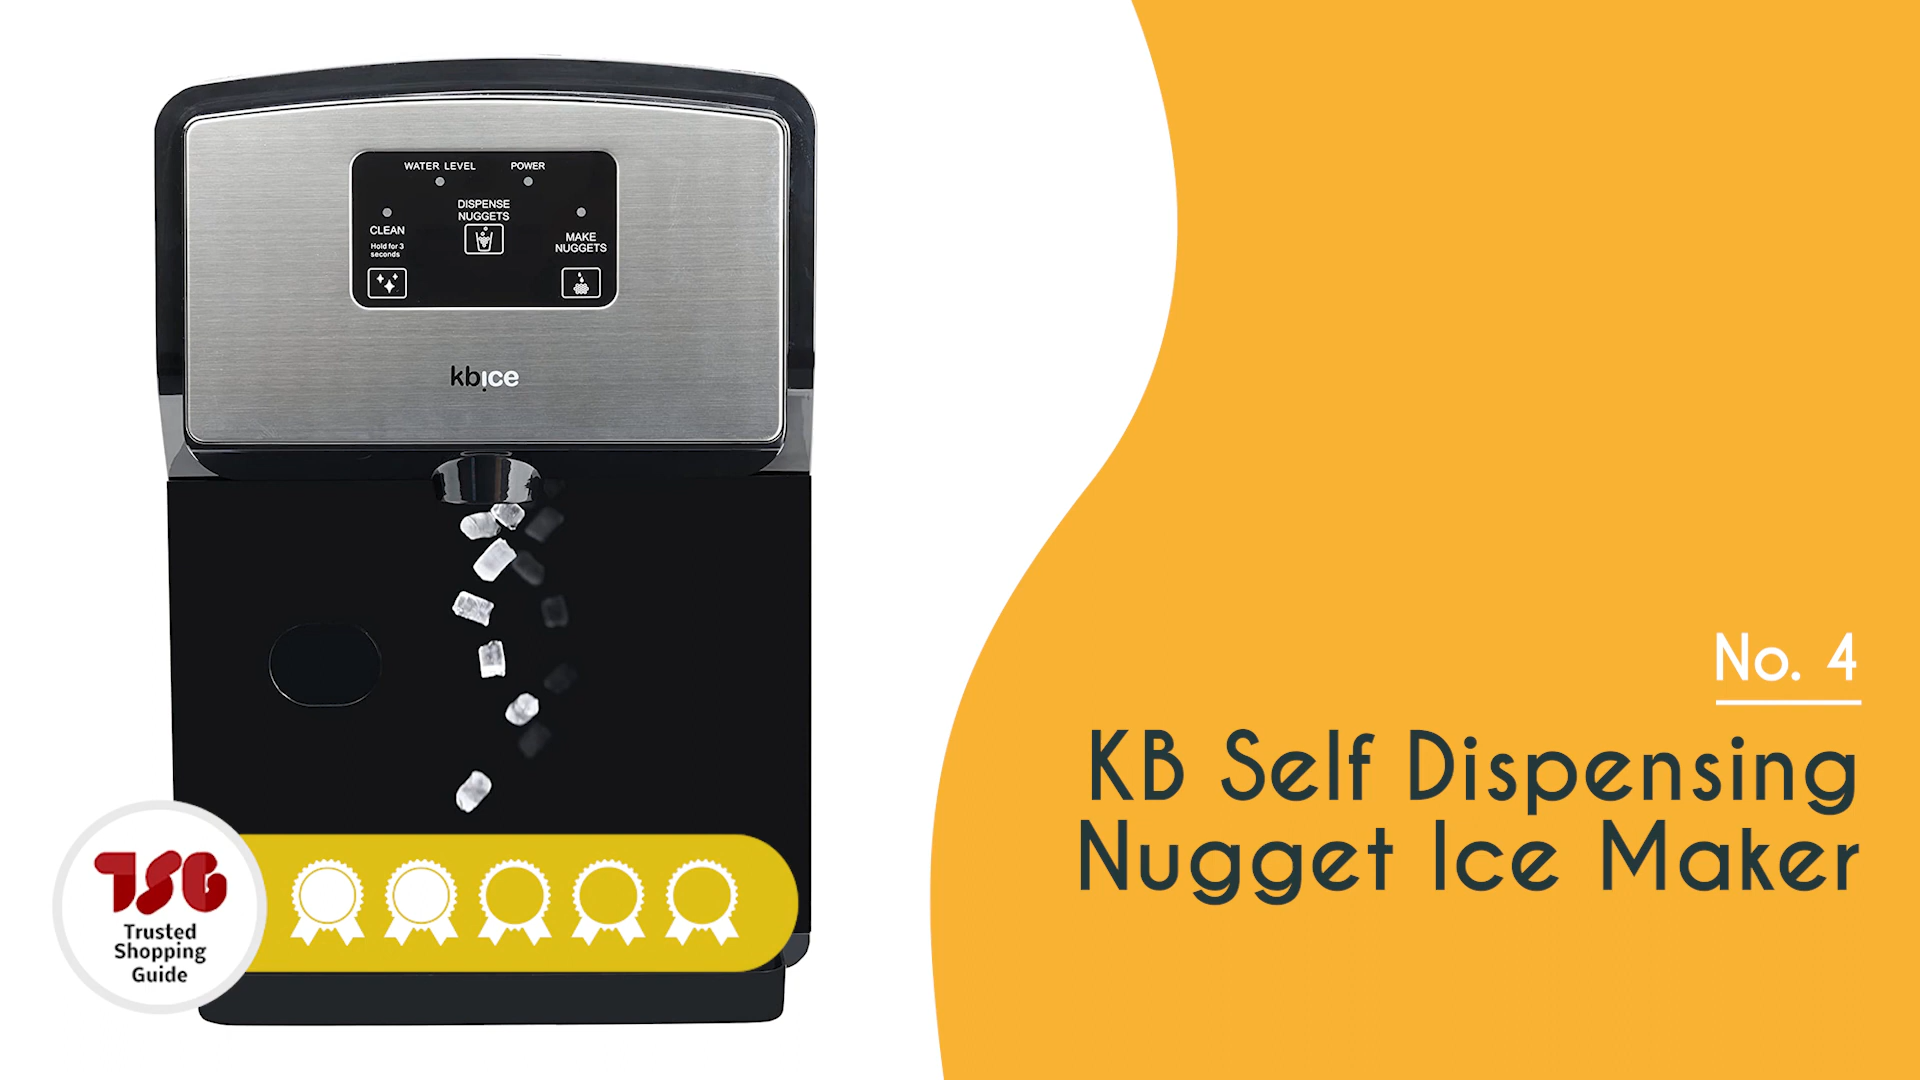 WATER LEVEL
POWER
DISPENSE
NUGGETS
CLEAN
Hold for 3
seconds
MAKE
NUGGETS
kbice
No. 4
KB Self Dispensing
Nugget Ice Maker
TSG
Trusted
Shopping
Guide